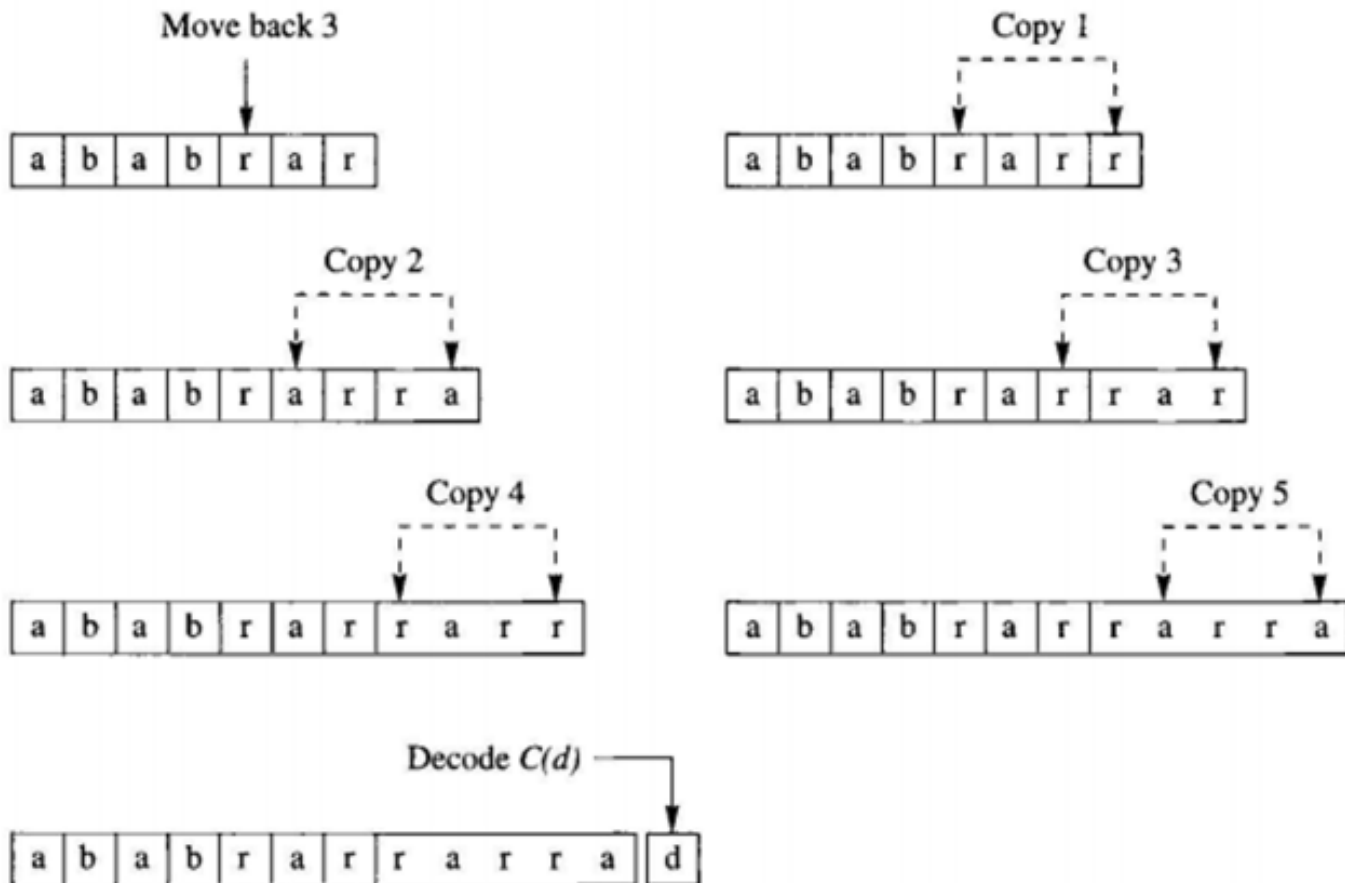 Move back 3
a b a b r a r
Copy 1
a b a b r a r r
Copy 2
a b a b r a r r a
Copy 3
a b a b r a r r a r
Copy 4
a b a b r a r r a r r
Copy 5
a b a b r a r r a r r a
Decode C(d)
a b a b r a r r a r r a d